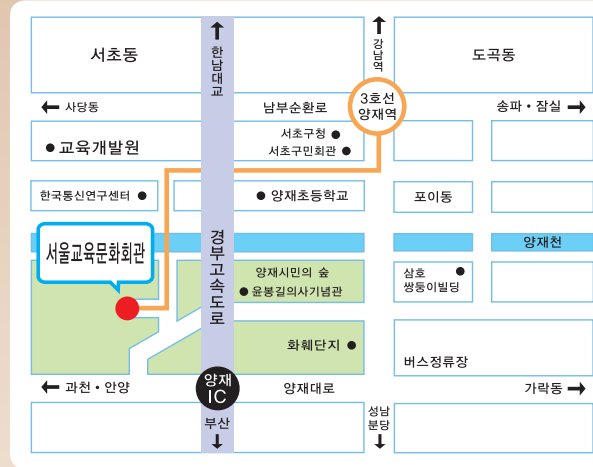 서초동
한남대교
강남역
도곡동
사당동
남부순환로
3호선
양재역
송파・잠실
교육개발원
서초구청
서초구민회관
한국통신연구센터
양재초등학교
포이동
서울교육문화회관
경부고속도로
양재천
양재시민의 숲
윤봉길의사기념관
삼호
쌍둥이빌딩
화훼단지
버스정류장
과천・안양
양재
IC
양재대로
가락동
부산
성남
분당